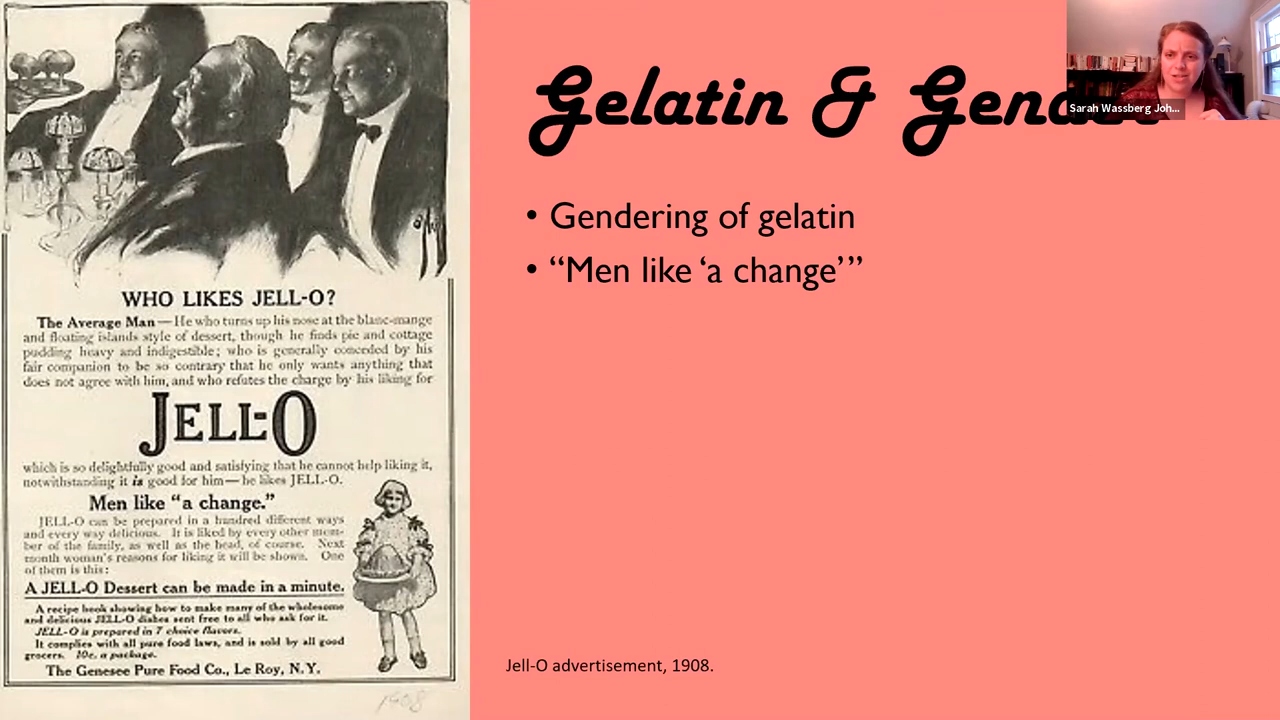 WHO LIKES JELL-O?
The Average Man — He who turns up his nose at the blanc-mange
and floating islands style of dessert, though he finds pie and cottage
pudding heavy and indigestible; who is generally conceded by his
fair companion to be so contrary that he only wants anything that
does not agree with him, and who refutes the charge by his liking for
JELL-O
which is so delightfully good and satisfying that he cannot help liking it,
notwithstanding it is good for him—he likes JELL-O.
Men like “a change.”
JELL-O can be prepared in a hundred different ways
and every way delicious. It is liked by every other mem-
ber of the family, as well as the head, of course. Next
month woman's reasons for liking it will be shown. One
of them is this:
A JELL-O Dessert can be made in a minute.
A recipe book showing how to make many of the wholesome
and delicious JELL-O dishes sent free to all who ask for it.
JELL-O is prepared in 7 choice flavors.
It complies with all pure food laws, and is sold by all good
grocers. 10c. a package.
The Genesee Pure Food Co., Le Roy, N.Y.
1908
Gelatin &
• Gendering of gelatin
• “Men like ‘a change’”
Jell-O advertisement, 1908.
Sarah Wassberg Joh...